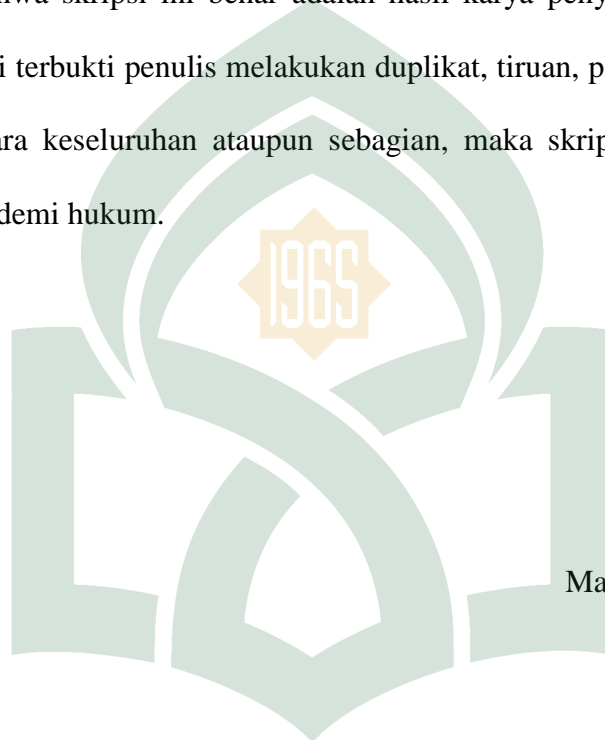 hwa skripsi ini benar adalah hasil karya peny
i terbukti penulis melakukan duplikat, tiruan, p
ara keseluruhan ataupun sebagian, maka skrip
demi hukum.
1965
Ma